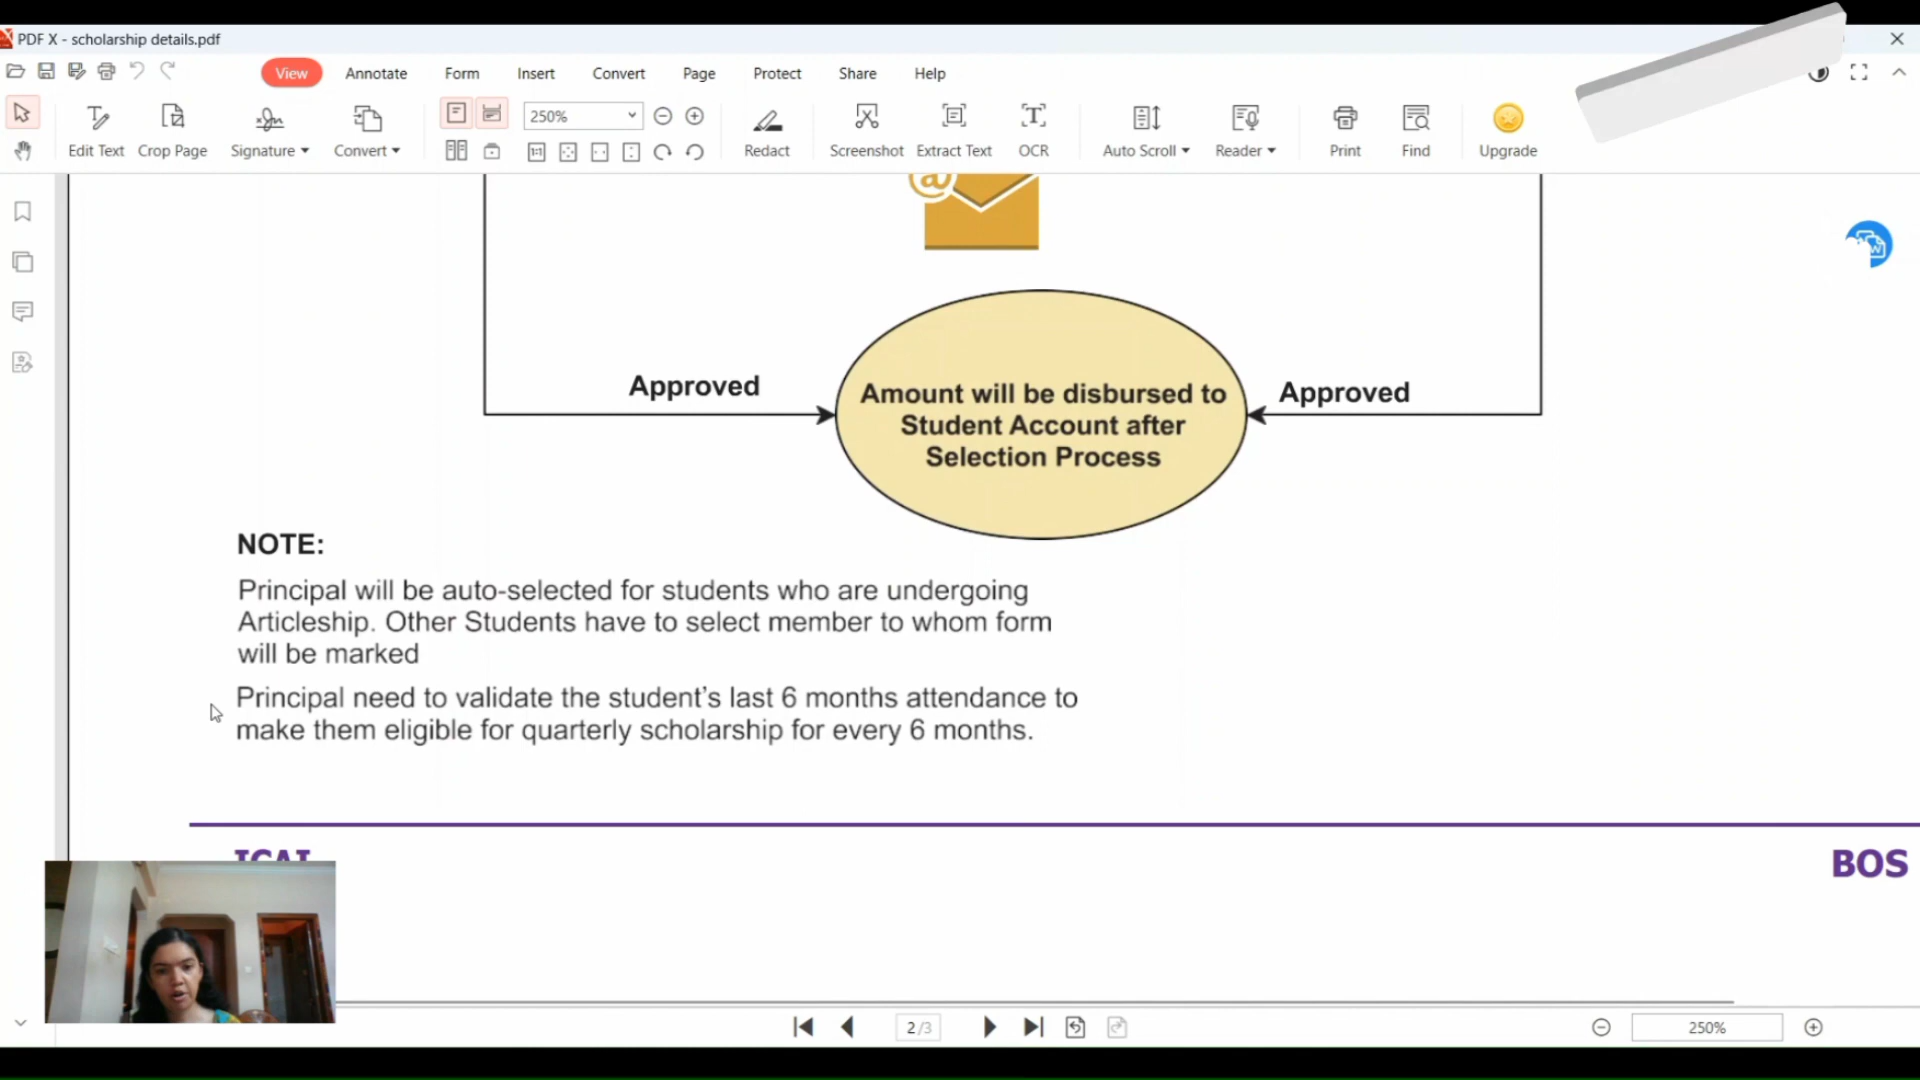 PDF X - scholarship details.pdf
View Annotate Form Insert Convert Page Protect Share Help
250%
Edit Text Crop Page Signature Convert Redact Screenshot Extract Text OCR Auto Scroll Reader Print Find Upgrade
@
Approved
Approved
Amount will be disbursed to
Student Account after
Selection Process
NOTE:
Principal will be auto-selected for students who are undergoing
Articleship. Other Students have to select member to whom form
will be marked
Principal need to validate the student's last 6 months attendance to
make them eligible for quarterly scholarship for every 6 months.
ICAI
BOS
2/3
250%